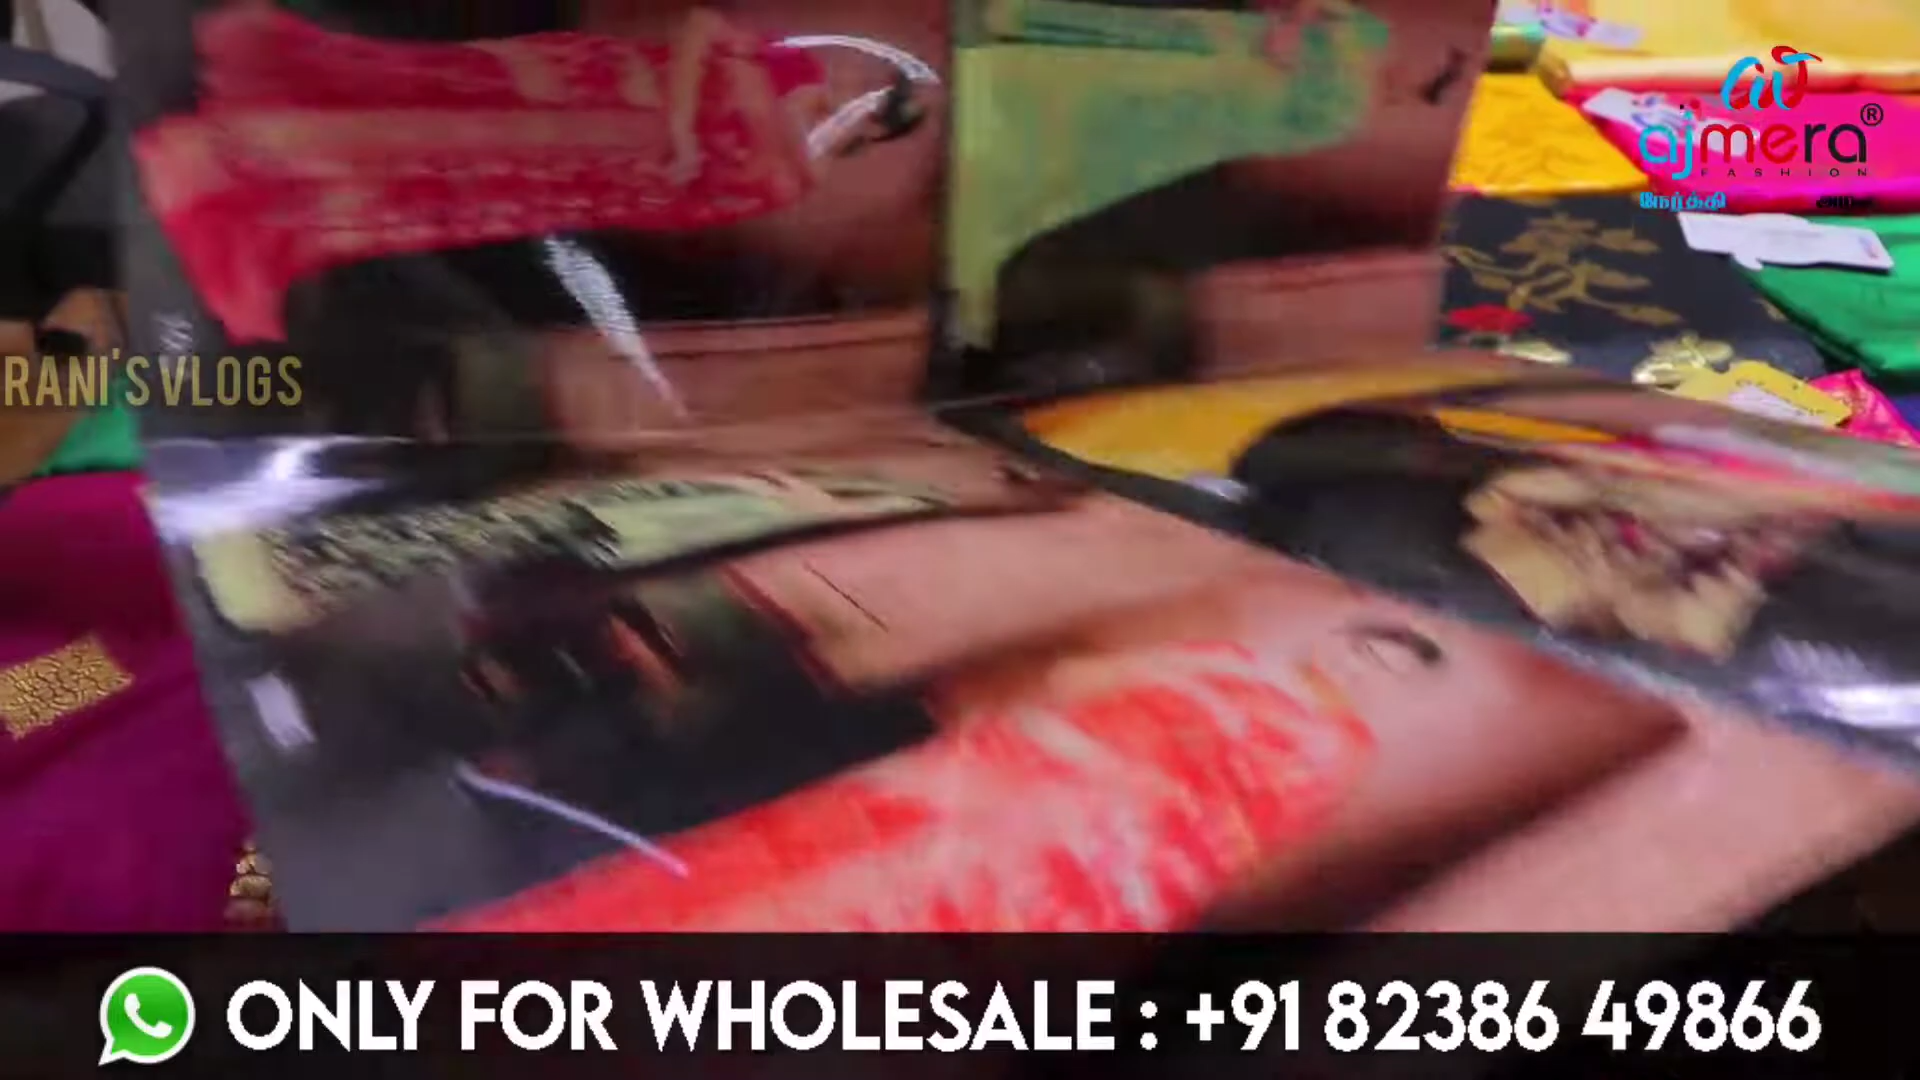 ajmera®
FASHION
நேர்த்தி
RANI'S VLOGS
ONLY FOR WHOLESALE : +91 82386 49866